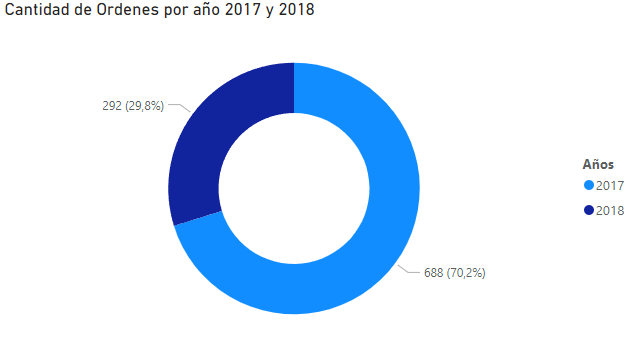 Cantidad de Ordenes por año 2017 y 2018
292 (29,8%)
688 (70,2%)
Años
2017
2018